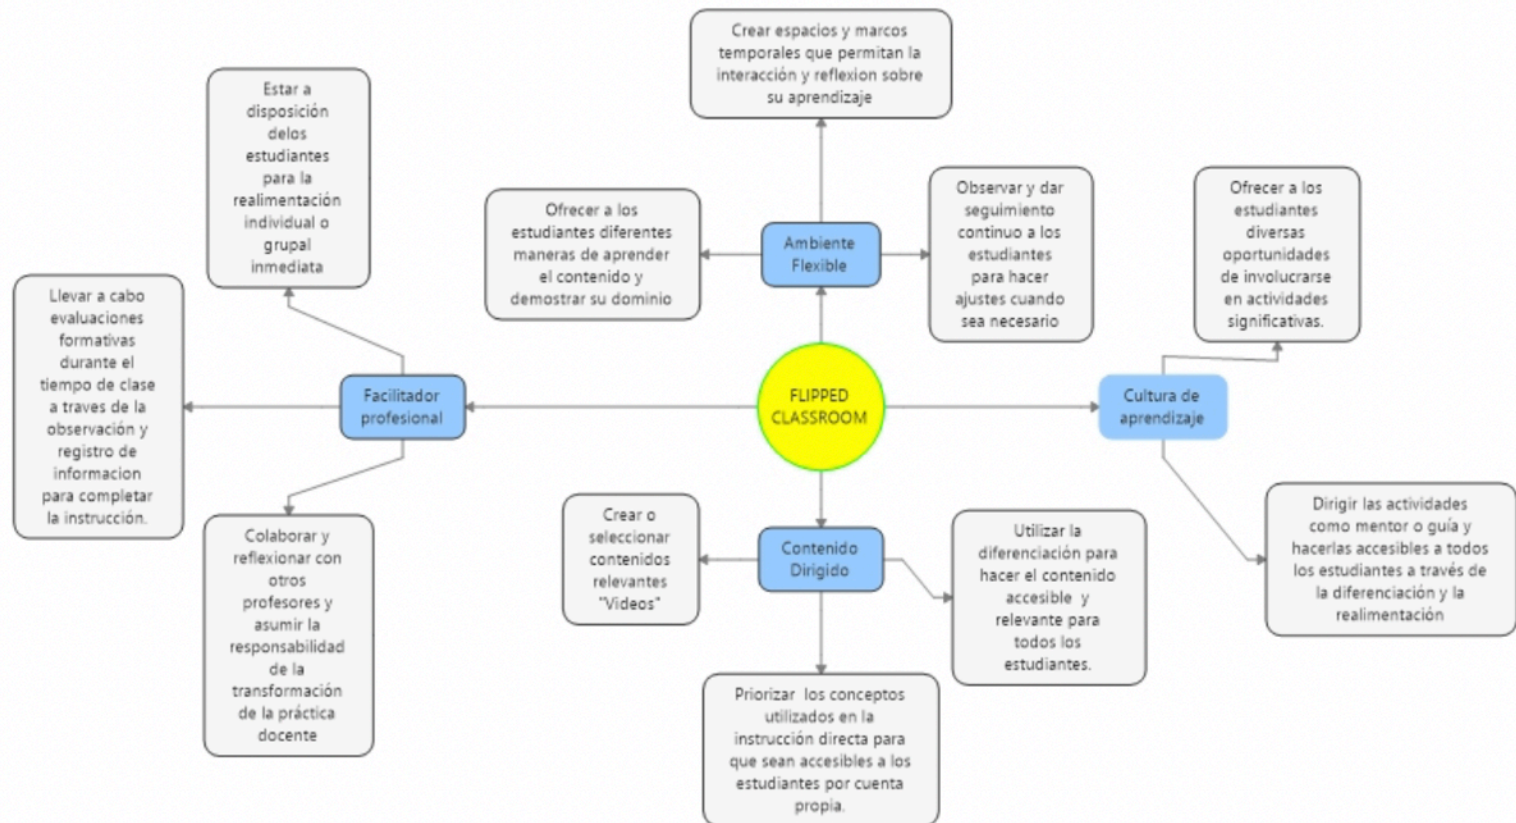 Crear espacios y marcos
temporales que permitan la
interacción y reflexion sobre
su aprendizaje
Estar a
disposición
delos
estudiantes
para la
realimentación
individual o
grupal
inmediata
Ofrecer a los
estudiantes diferentes
maneras de aprender
el contenido y
demostrar su dominio
Ambiente
Flexible
Observar y dar
seguimiento
continuo a los
estudiantes
para hacer
ajustes cuando
sea necesario
Ofrecer a los
estudiantes
diversas
oportunidades
de involucrarse
en actividades
significativas.
Llevar a cabo
evaluaciones
formativas
durante el
tiempo de clase
a traves de la
observación y
registro de
informacion
para completar
la instrucción.
Facilitador
profesional
FLIPPED
CLASSROOM
Cultura de
aprendizaje
Colaborar y
reflexionar con
otros
profesores y
asumir la
responsabilidad
de la
transformación
de la práctica
docente
Crear o
seleccionar
contenidos
relevantes
"Videos"
Contenido
Dirigido
Utilizar la
diferenciación para
hacer el contenido
accesible y
relevante para
todos los
estudiantes.
Dirigir las actividades
como mentor o guía y
hacerlas accesibles a todos
los estudiantes a través de
la diferenciación y la
realimentación
Priorizar los conceptos
utilizados en la
instrucción directa para
que sean accesibles a los
estudiantes por cuenta
propia.